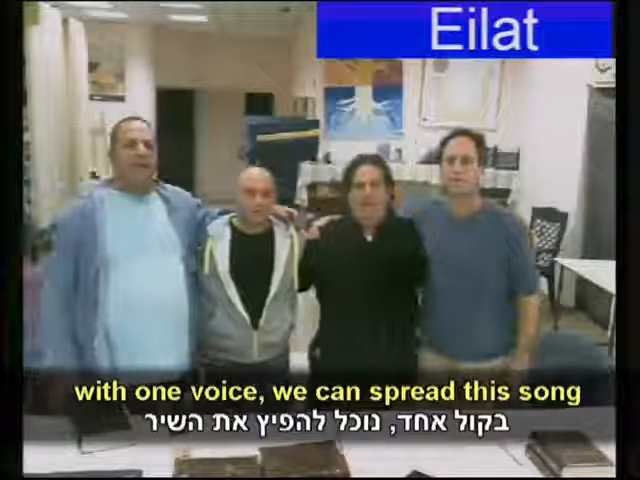 Eilat
with one voice, we can spread this song
בקול אחד, נוכל להפיץ את השיר